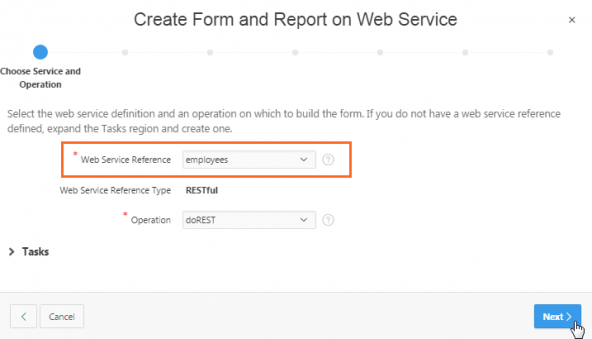 Create Form and Report on Web Service
×
Choose Service and
Operation
Select the web service definition and an operation on which to build the form. If you do not have a web service reference
defined, expand the Tasks region and create one.
* Web Service Reference employees ?
Web Service Reference Type RESTful
* Operation doREST ?
> Tasks
< Cancel Next >